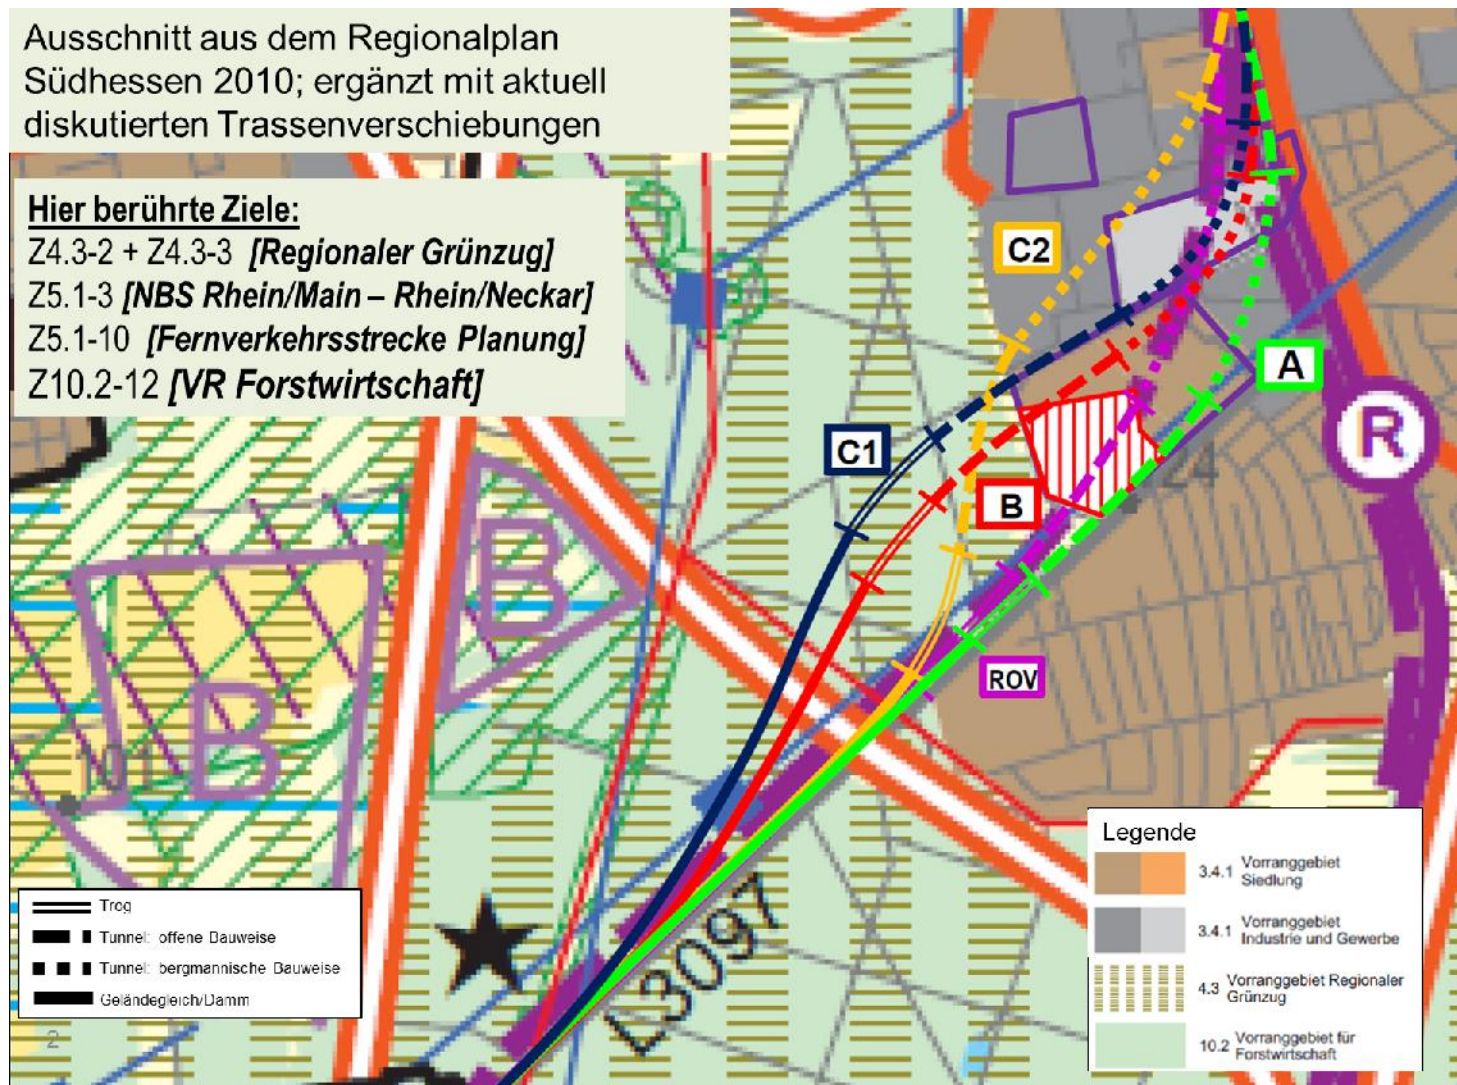 Ausschnitt aus dem Regionalplan
Südhessen 2010; ergänzt mit aktuell
diskutierten Trassenverschiebungen
Hier berührte Ziele:
Z4.3-2 + Z4.3-3 [Regionaler Grünzug]
Z5.1-3 [NBS Rhein/Main – Rhein/Neckar]
Z5.1-10 [Fernverkehrsstrecke Planung]
Z10.2-12 [VR Forstwirtschaft]
C2
A
C1
R
B
24
ROV
B
B
101
L3097
Trog
Tunnel: offene Bauweise
Tunnel: bergmannische Bauweise
Geländegleich/Damm
2
Legende
3.4.1 Vorranggebiet
Siedlung
3.4.1 Vorranggebiet
Industrie und Gewerbe
4.3 Vorranggebiet Regionaler
Grünzug
10.2 Vorranggebiet für
Forstwirtschaft